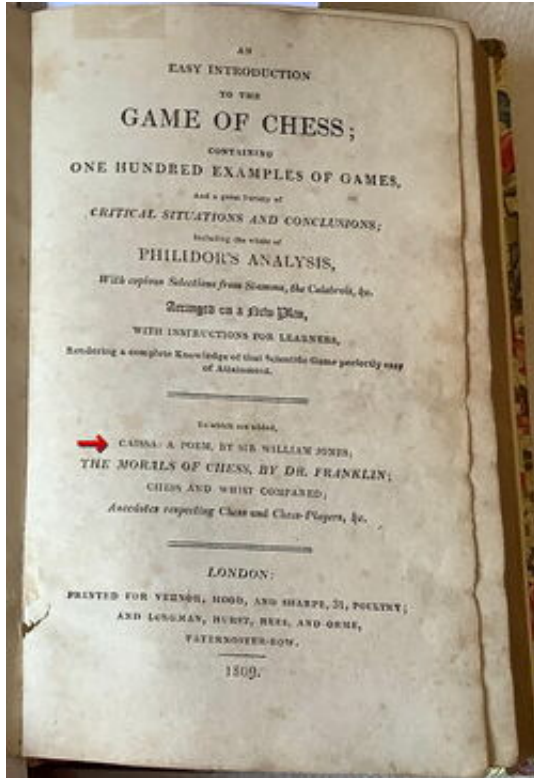 AN
EASY INTRODUCTION
TO THE
GAME OF CHESS;
CONTAINING
ONE HUNDRED EXAMPLES OF GAMES,
And a great Variety of
CRITICAL SITUATIONS AND CONCLUSIONS;
Including the whole of
PHILIDOR'S ANALYSIS,
With copious Selections from Stamma, the Calabrois, &c.
Arranged on a New Plan,
WITH INSTRUCTIONS FOR LEARNERS,
Rendering a complete Knowledge of that Scientific Game perfectly easy
of Attainment.
To which are added,
CAISSA: A POEM, BY SIR WILLIAM JONES;
THE MORALS OF CHESS, BY DR. FRANKLIN;
CHESS AND WHIST COMPARED;
Anecdotes respecting Chess and Chess-Players, &c.
LONDON:
PRINTED FOR VERNOR, HOOD, AND SHARPE, 31, POULTRY;
AND LONGMAN, HURST, REES, AND ORME,
PATERNOSTER-ROW.
1809.